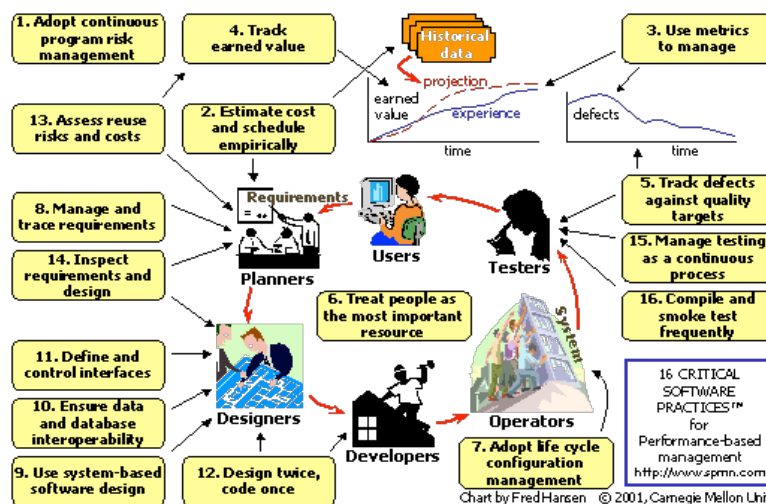 1. Adopt continuous
program risk
management
4. Track
earned value
Historical
data
3. Use metrics
to manage
projection
earned
value
experience
time
defects
time
13. Assess reuse
risks and costs
2. Estimate cost
and schedule
empirically
Requirements
8. Manage and
trace requirements
14. Inspect
requirements and
design
Planners
Users
Testers
5. Track defects
against quality
targets
15. Manage testing
as a continuous
process
16. Compile and
smoke test
frequently
6. Treat people as
the most important
resource
System
11. Define and
control interfaces
10. Ensure data
and database
interoperability
9. Use system-based
software design
Designers
12. Design twice,
code once
Developers
Operators
7. Adopt life cycle
configuration
management
16 CRITICAL
SOFTWARE
PRACTICES™
for
Performance-based
management
http://www.spmn.com
Chart by Fred Hansen © 2001, Carnegie Mellon Uni